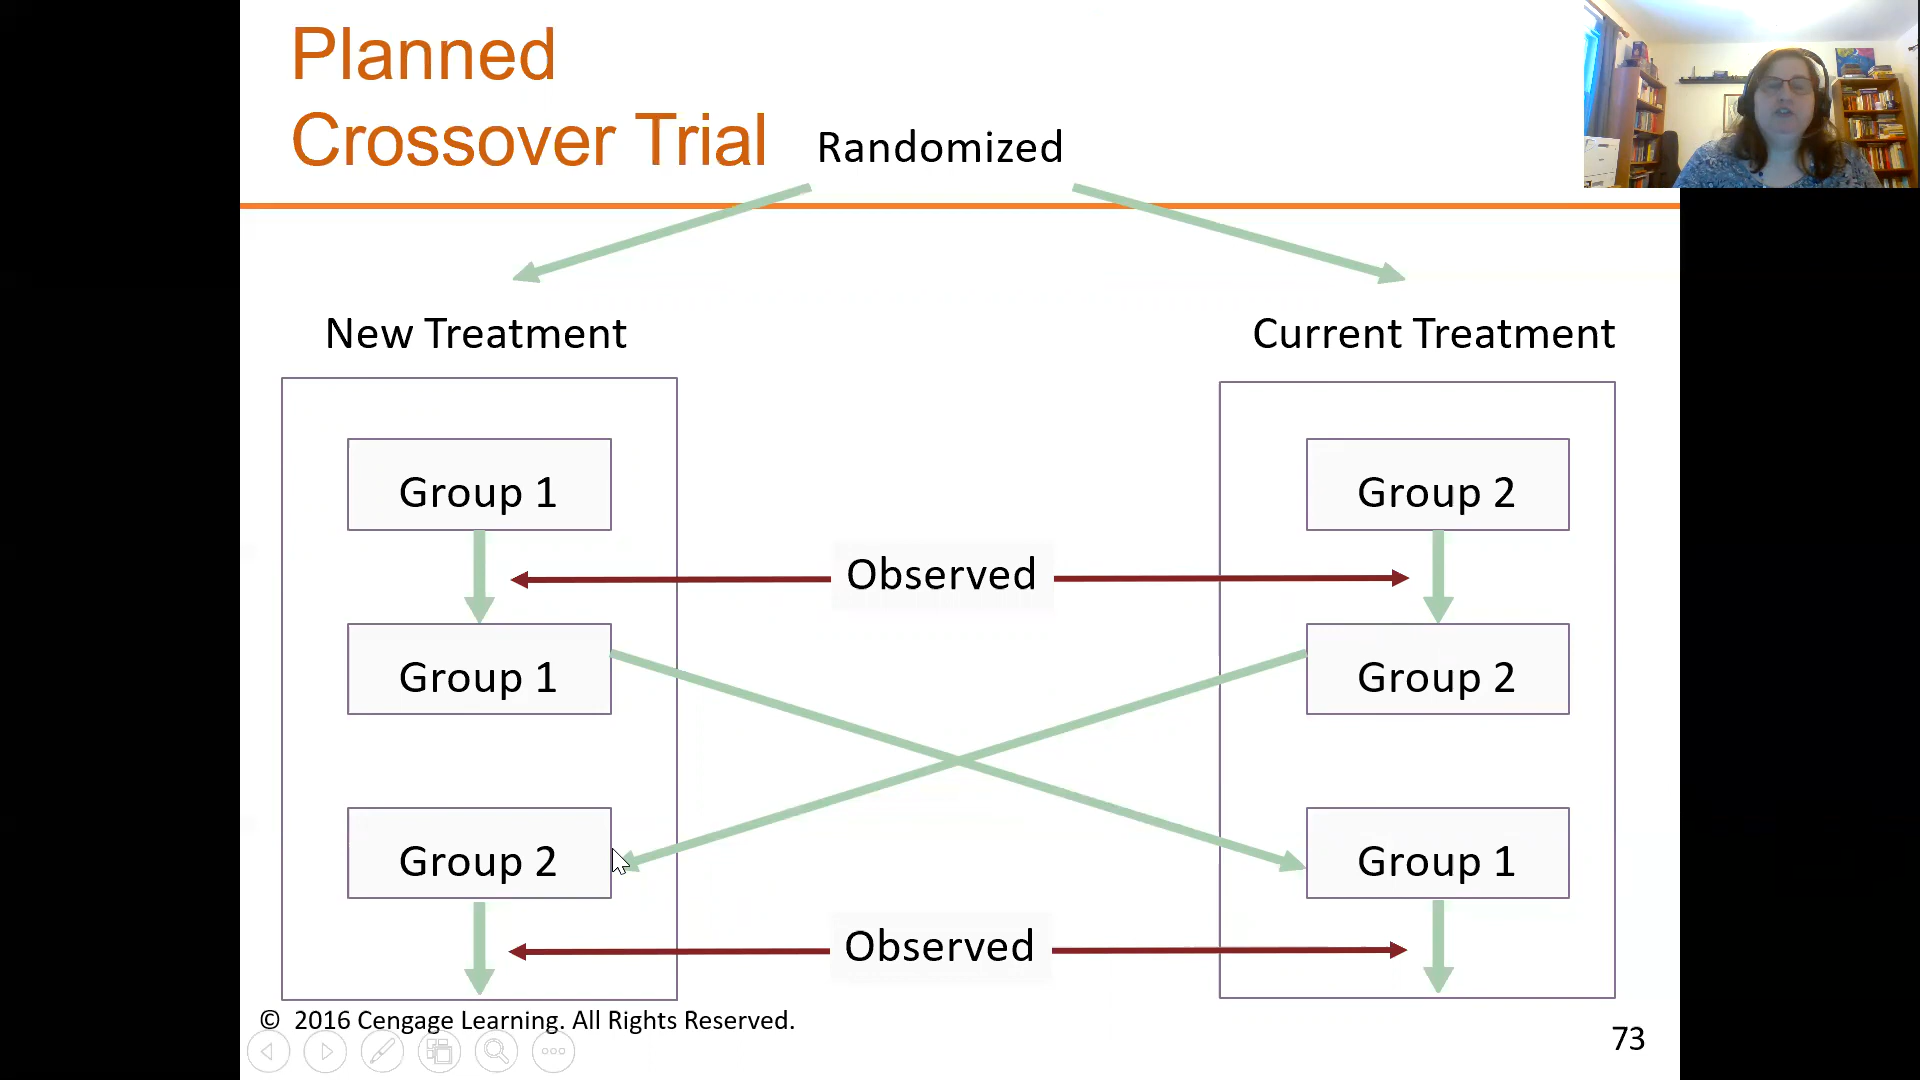 Planned
Crossover Trial
Randomized
New Treatment
Current Treatment
Group 1
Group 2
Observed
Group 1
Group 2
Group 2
Group 1
Observed
© 2016 Cengage Learning. All Rights Reserved.
73